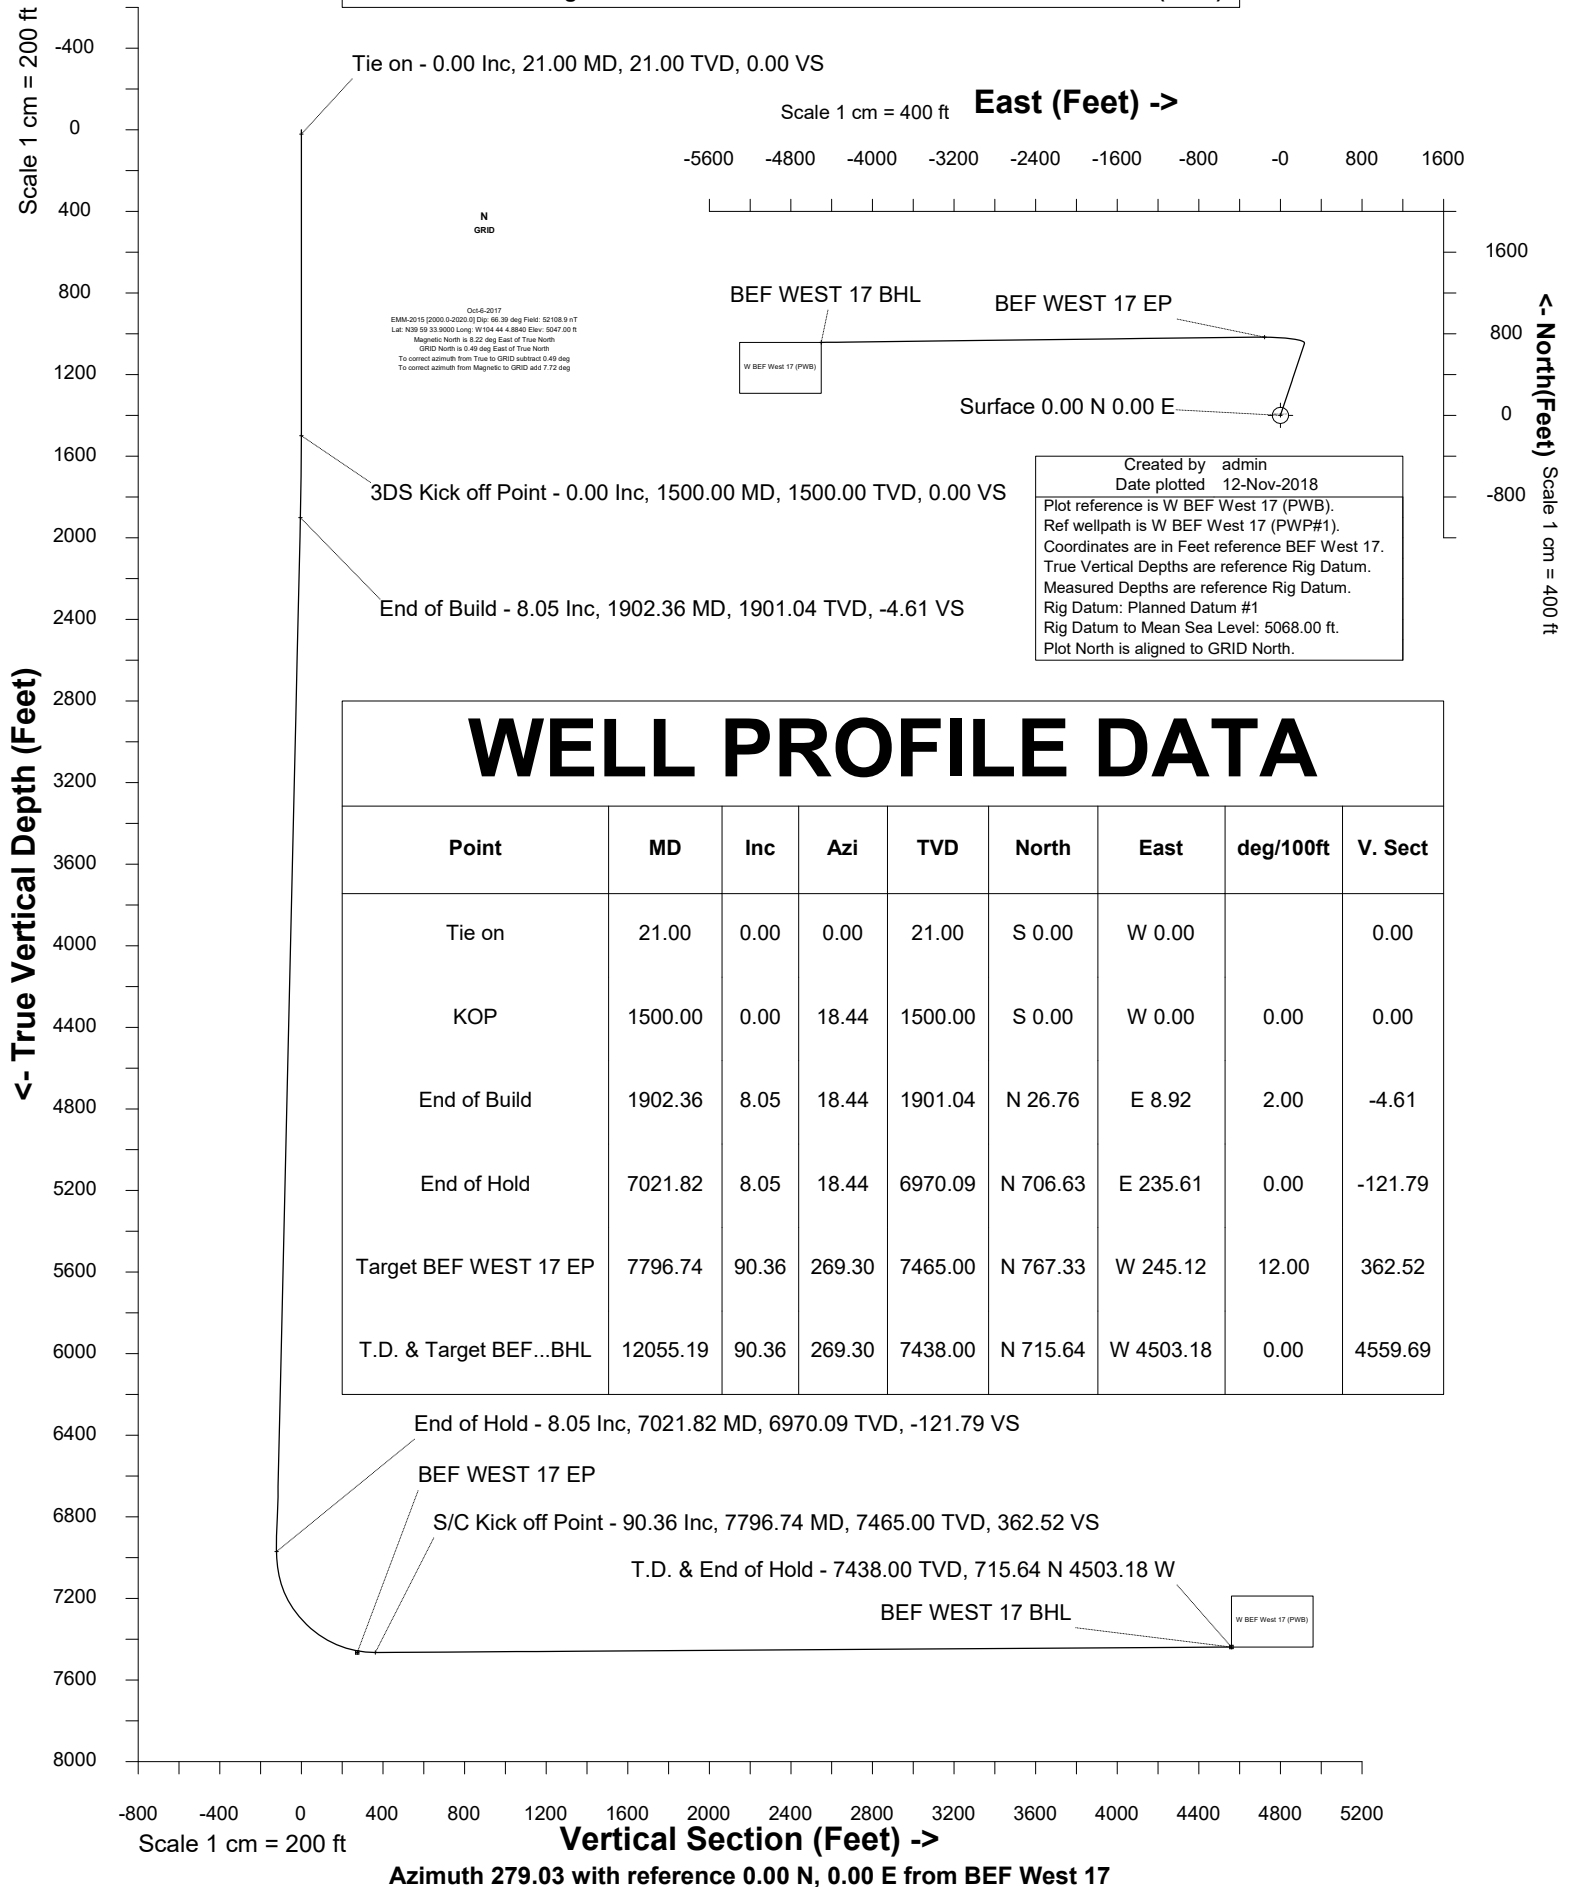 Scale 1 cm = 200 ft
-400
0
400
800
1200
1600
2000
2400
2800
3200
3600
4000
4400
4800
5200
5600
6000
6400
6800
7200
7600
8000
<- True Vertical Depth (Feet)
Tie on - 0.00 Inc, 21.00 MD, 21.00 TVD, 0.00 VS
Scale 1 cm = 400 ft East (Feet) ->
-5600 -4800 -4000 -3200 -2400 -1600 -800 -0 800 1600
N
GRID
Oct-6-2017
EMM-2015 [2000.0-2020.0] Dip: 66.39 deg Field: 52108.9 nT
Lat: N39 59 33.9000 Long: W104 44 4.8840 Elev: 5047.00 ft
Magnetic North is 8.22 deg East of True North
GRID North is 0.49 deg East of True North
To correct azimuth from True to GRID subtract 0.49 deg
To correct azimuth from Magnetic to GRID add 7.72 deg
BEF WEST 17 BHL
BEF WEST 17 EP
W BEF West 17 (PWB)
Surface 0.00 N 0.00 E
1600
800
0
-800
<- North(Feet) Scale 1 cm = 400 ft
3DS Kick off Point - 0.00 Inc, 1500.00 MD, 1500.00 TVD, 0.00 VS
End of Build - 8.05 Inc, 1902.36 MD, 1901.04 TVD, -4.61 VS
Created by admin
Date plotted 12-Nov-2018
Plot reference is W BEF West 17 (PWB).
Ref wellpath is W BEF West 17 (PWP#1).
Coordinates are in Feet reference BEF West 17.
True Vertical Depths are reference Rig Datum.
Measured Depths are reference Rig Datum.
Rig Datum: Planned Datum #1
Rig Datum to Mean Sea Level: 5068.00 ft.
Plot North is aligned to GRID North.
WELL PROFILE DATA
Point MD Inc Azi TVD North East deg/100ft V. Sect
Tie on 21.00 0.00 0.00 21.00 S 0.00 W 0.00 0.00
KOP 1500.00 0.00 18.44 1500.00 S 0.00 W 0.00 0.00 0.00
End of Build 1902.36 8.05 18.44 1901.04 N 26.76 E 8.92 2.00 -4.61
End of Hold 7021.82 8.05 18.44 6970.09 N 706.63 E 235.61 0.00 -121.79
Target BEF WEST 17 EP 7796.74 90.36 269.30 7465.00 N 767.33 W 245.12 12.00 362.52
T.D. & Target BEF...BHL 12055.19 90.36 269.30 7438.00 N 715.64 W 4503.18 0.00 4559.69
End of Hold - 8.05 Inc, 7021.82 MD, 6970.09 TVD, -121.79 VS
BEF WEST 17 EP
S/C Kick off Point - 90.36 Inc, 7796.74 MD, 7465.00 TVD, 362.52 VS
T.D. & End of Hold - 7438.00 TVD, 715.64 N 4503.18 W
BEF WEST 17 BHL
W BEF West 17 (PWB)
-800 -400 0 400 800 1200 1600 2000 2400 2800 3200 3600 4000 4400 4800 5200
Scale 1 cm = 200 ft Vertical Section (Feet) ->
Azimuth 279.03 with reference 0.00 N, 0.00 E from BEF West 17